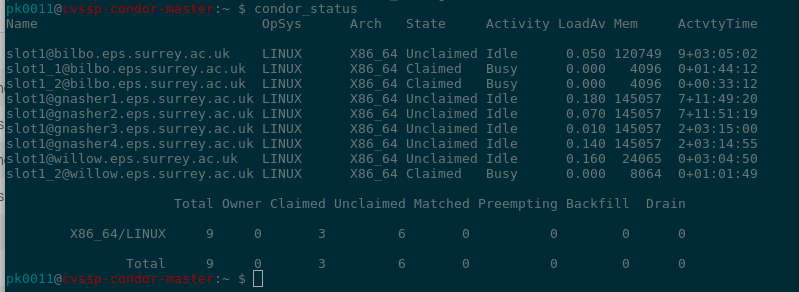 pk0011@cvssp-condor-master:~ $ condor_status
Name OpSys Arch State Activity LoadAv Mem ActvtyTime
slot1@bilbo.eps.surrey.ac.uk LINUX X86_64 Unclaimed Idle 0.050 120749 9+03:05:02
slot1_1@bilbo.eps.surrey.ac.uk LINUX X86_64 Claimed Busy 0.000 4096 0+01:44:12
slot1_2@bilbo.eps.surrey.ac.uk LINUX X86_64 Claimed Busy 0.000 4096 0+00:33:12
slot1@gnasher1.eps.surrey.ac.uk LINUX X86_64 Unclaimed Idle 0.180 145057 7+11:49:20
slot1@gnasher2.eps.surrey.ac.uk LINUX X86_64 Unclaimed Idle 0.070 145057 7+11:51:19
slot1@gnasher3.eps.surrey.ac.uk LINUX X86_64 Unclaimed Idle 0.010 145057 2+03:15:00
slot1@gnasher4.eps.surrey.ac.uk LINUX X86_64 Unclaimed Idle 0.140 145057 2+03:14:55
slot1@willow.eps.surrey.ac.uk LINUX X86_64 Unclaimed Idle 0.160 24065 0+03:04:50
slot1_2@willow.eps.surrey.ac.uk LINUX X86_64 Claimed Busy 0.000 8064 0+01:01:49
Total Owner Claimed Unclaimed Matched Preempting Backfill Drain
X86_64/LINUX 9 0 3 6 0 0 0 0
Total 9 0 3 6 0 0 0 0
pk0011@cvssp-condor-master:~ $